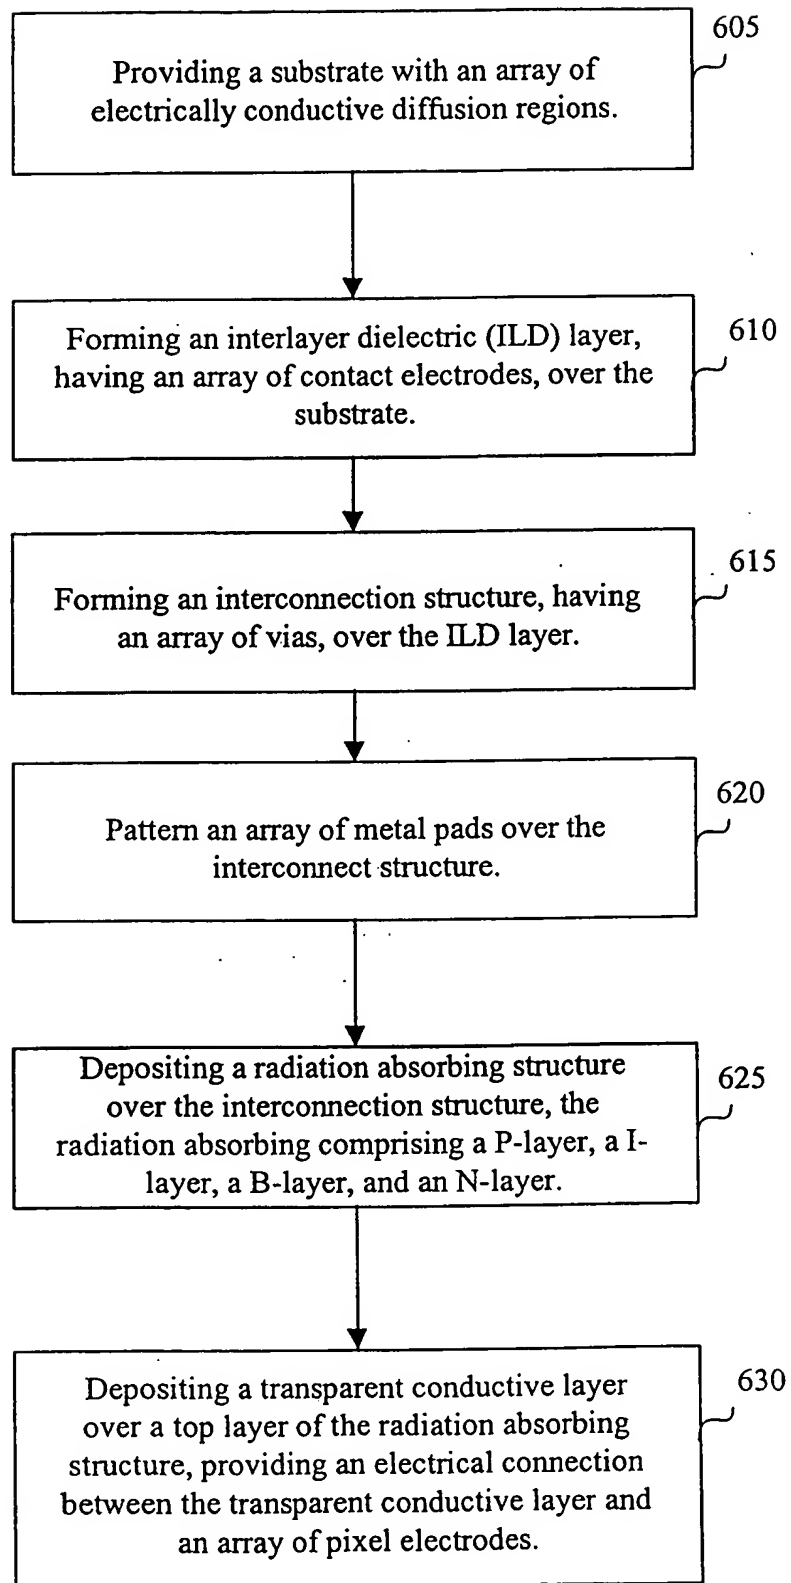 605
Providing a substrate with an array of
electrically conductive diffusion regions.
610
Forming an interlayer dielectric (ILD) layer,
having an array of contact electrodes, over the
substrate.
615
Forming an interconnection structure, having
an array of vias, over the ILD layer.
620
Pattern an array of metal pads over the
interconnect structure.
625
Depositing a radiation absorbing structure
over the interconnection structure, the
radiation absorbing comprising a P-layer, a I-
layer, a B-layer, and an N-layer.
630
Depositing a transparent conductive layer
over a top layer of the radiation absorbing
structure, providing an electrical connection
between the transparent conductive layer and
an array of pixel electrodes.